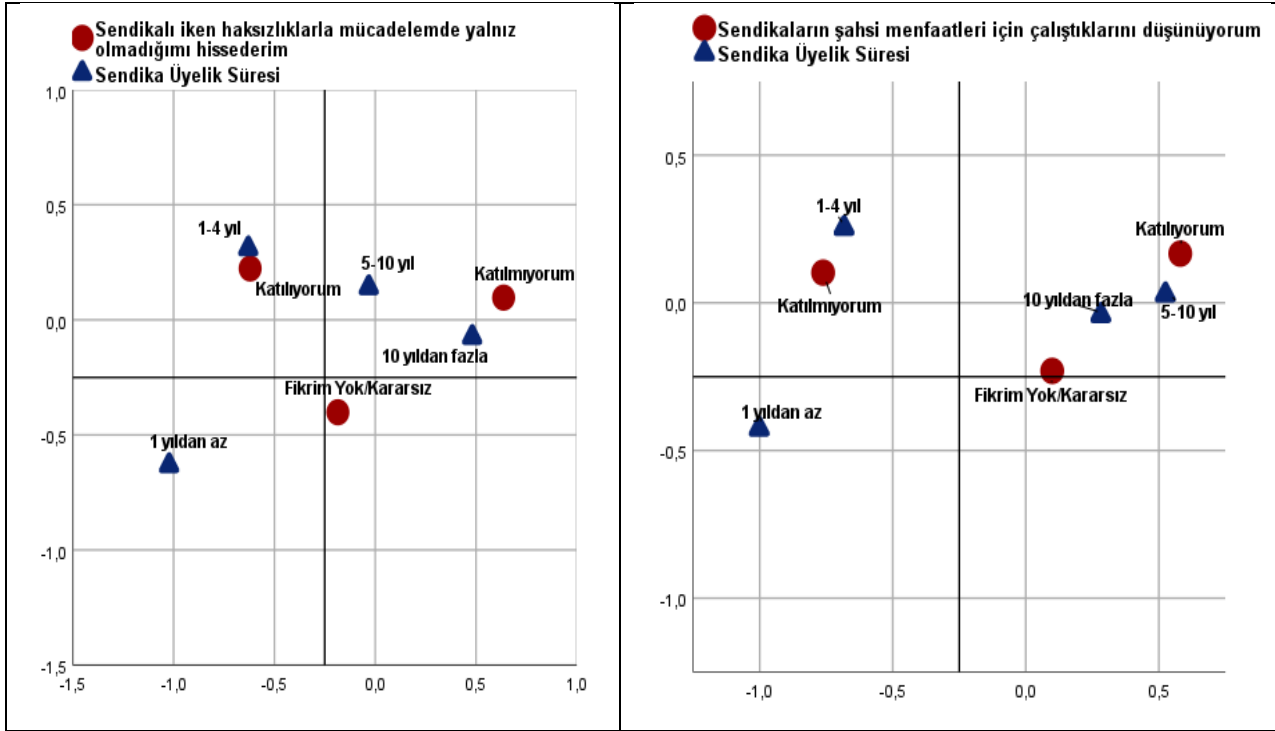 Sendikalı iken haksızlıklarla mücadelemde yalnız
olmadığımı hissederim
Sendika Üyelik Süresi
1,0
0,5
0,0
-0,5
-1,0
-1,5
1-4 yıl
5-10 yıl
Katılıyorum
Katılmıyorum
10 yıldan fazla
Fikrim Yok/Kararsız
1 yıldan az
-1,5
-1,0
-0,5
0,0
0,5
1,0
Sendikaların şahsi menfaatleri için çalıştıklarını düşünüyorum
Sendika Üyelik Süresi
0,5
0,0
-0,5
-1,0
1-4 yıl
Katılıyorum
Katılmıyorum
10 yıldan fazla
5-10 yıl
Fikrim Yok/Kararsız
1 yıldan az
-1,0
-0,5
0,0
0,5